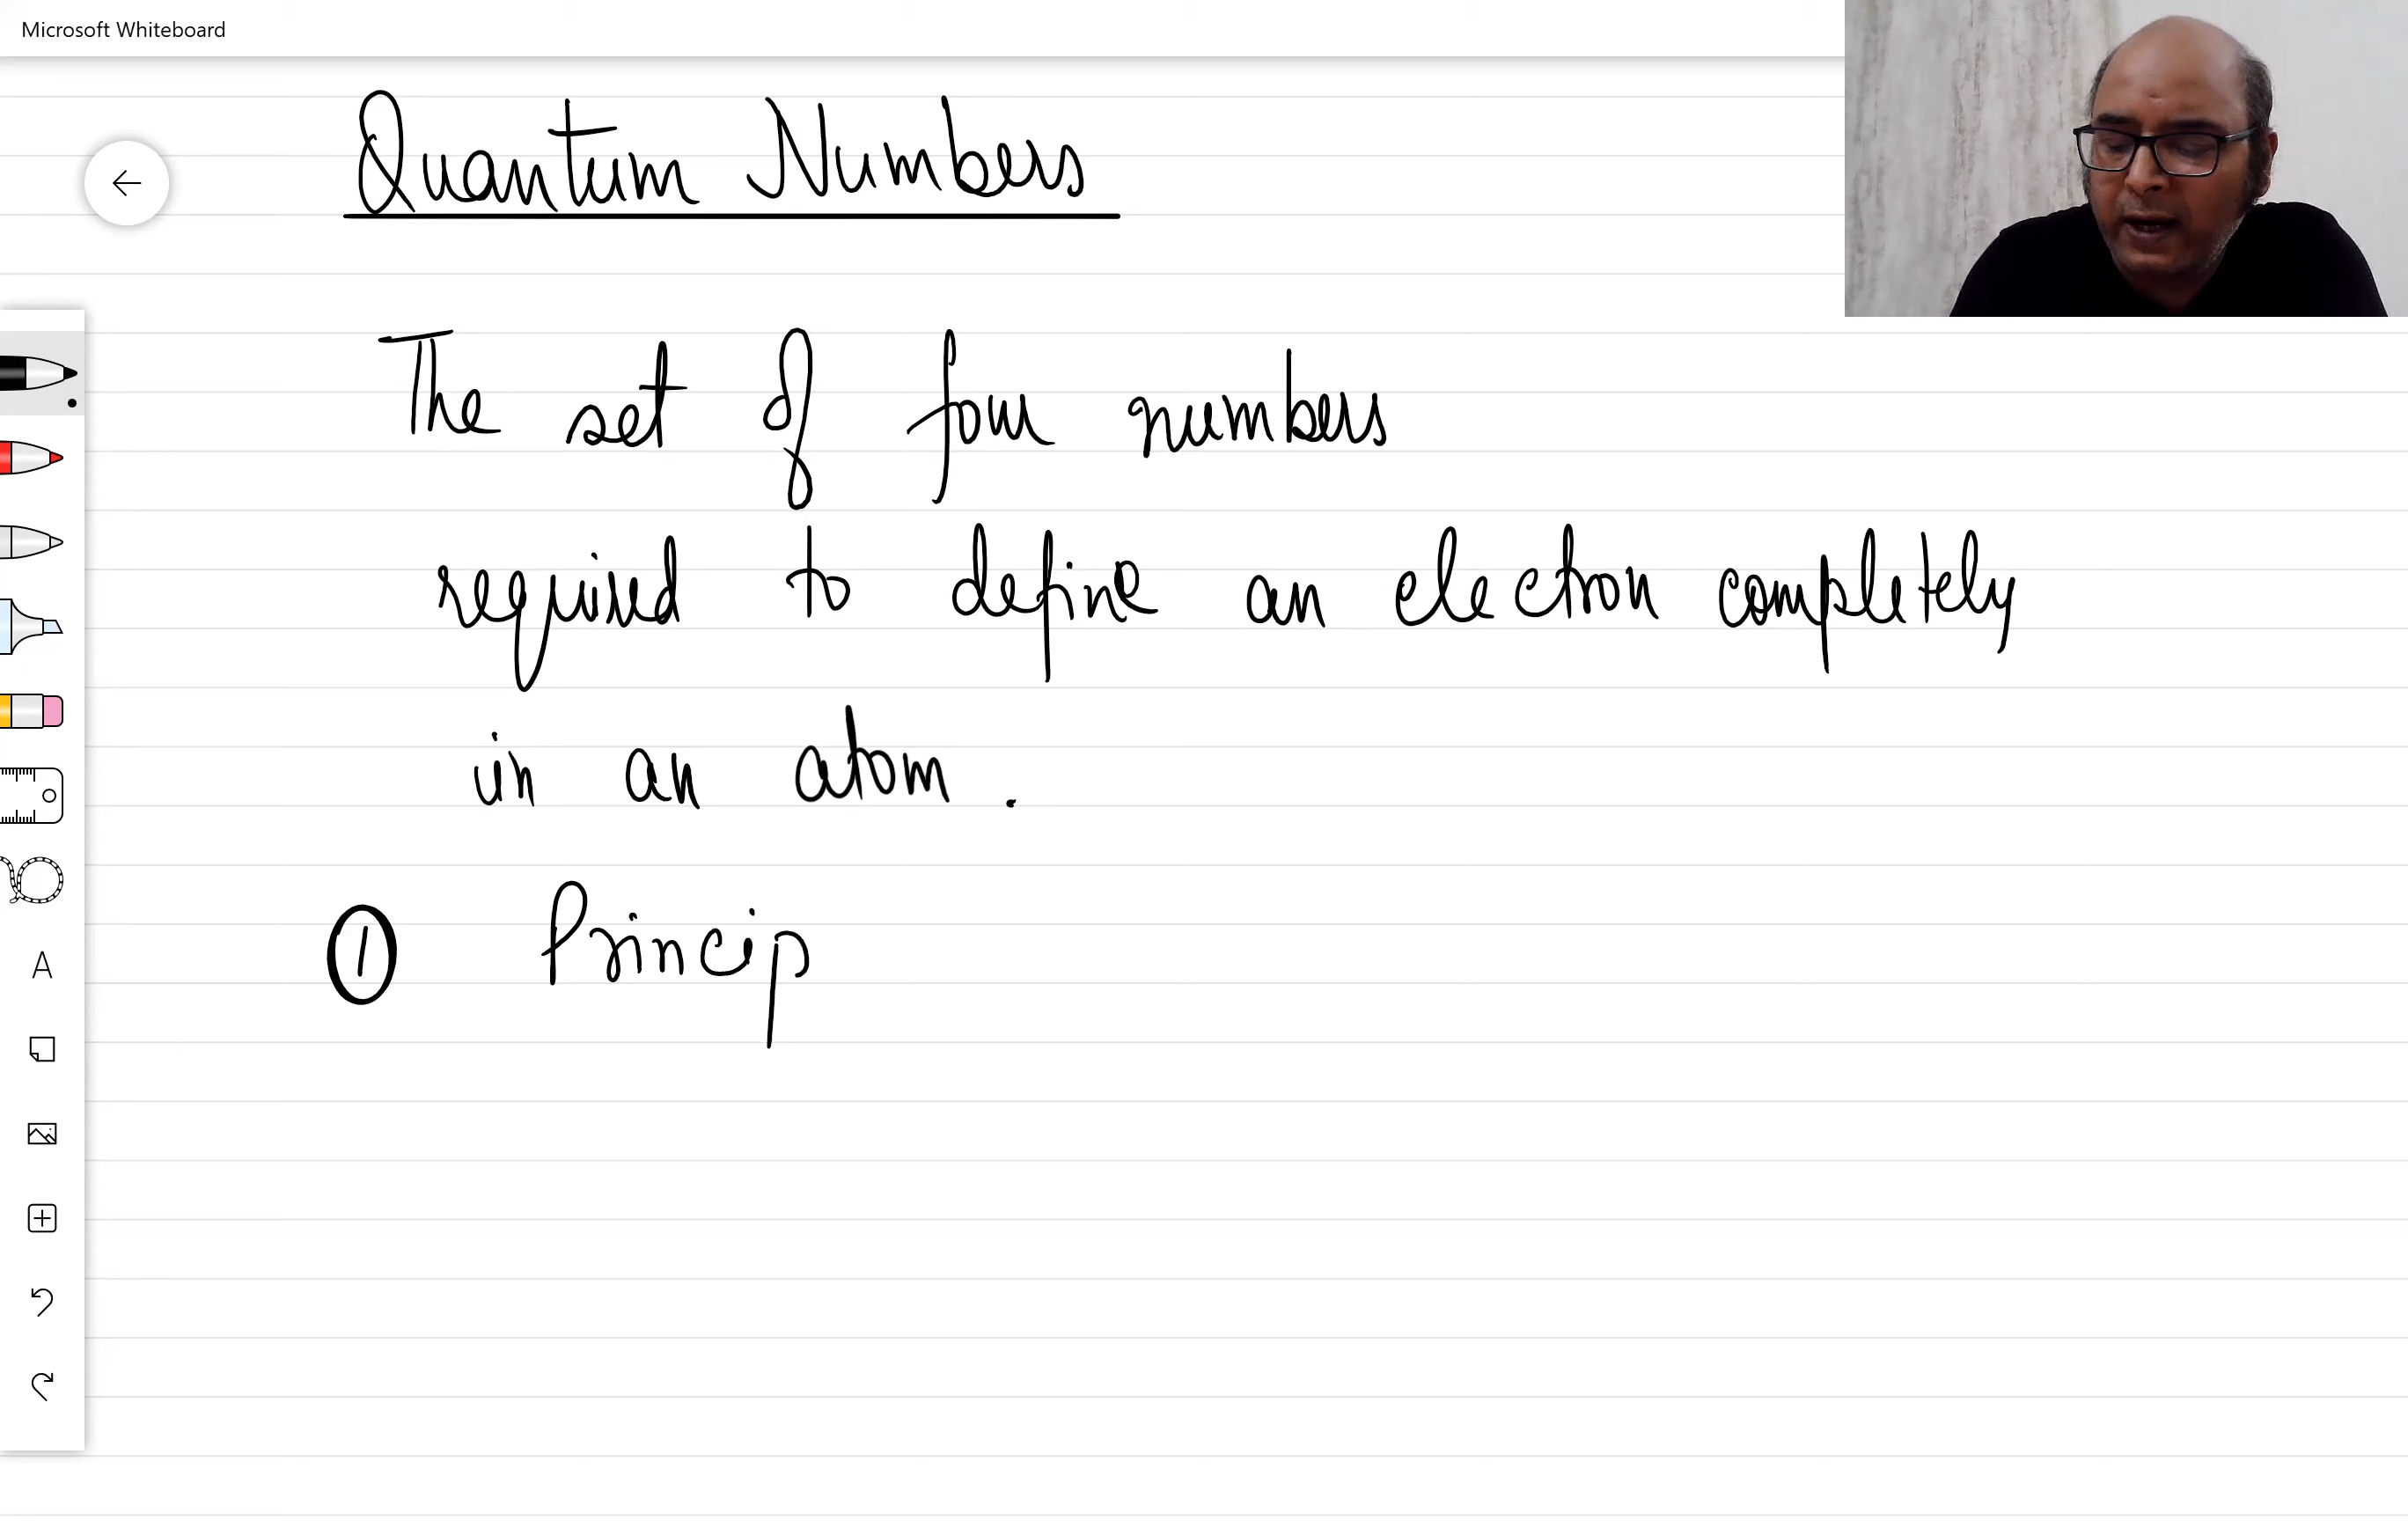 Microsoft Whiteboard
Quantum Numbers
The set of four numbers
required to define an electron completely
in an atom.
① Princip
A